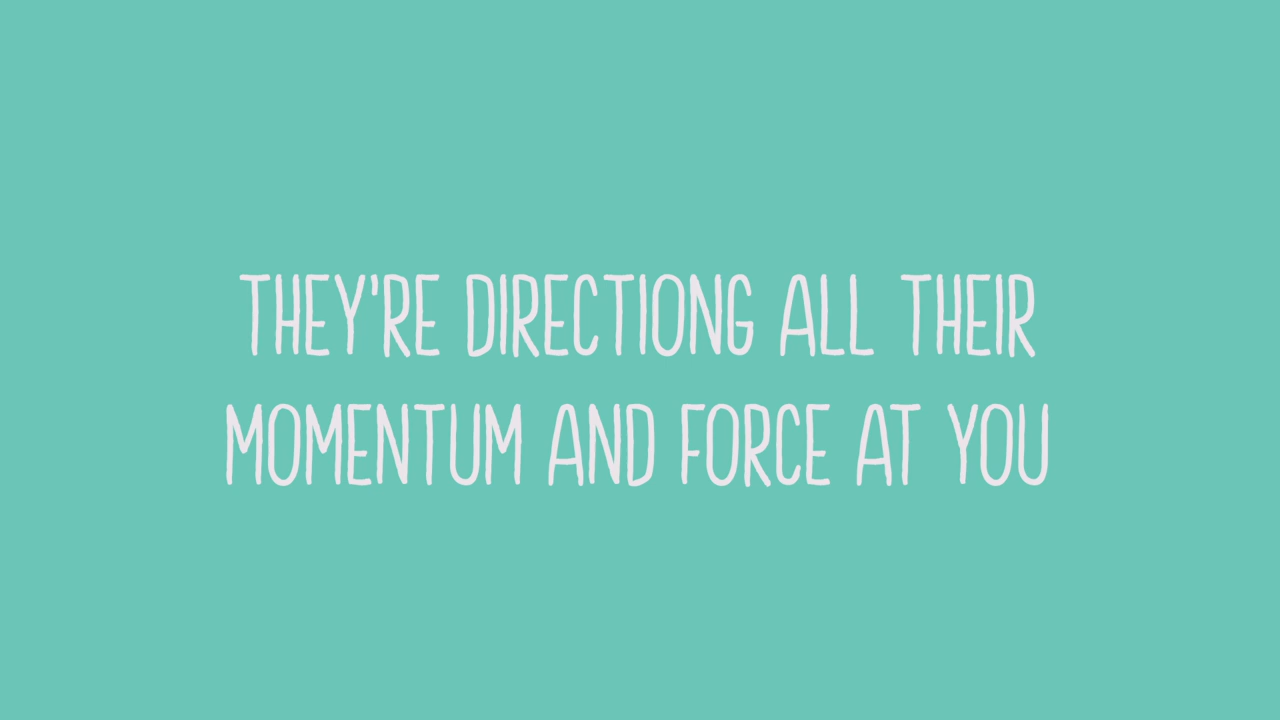 THEY'RE DIRECTIONG ALL THEIR
MOMENTUM AND FORCE AT YOU